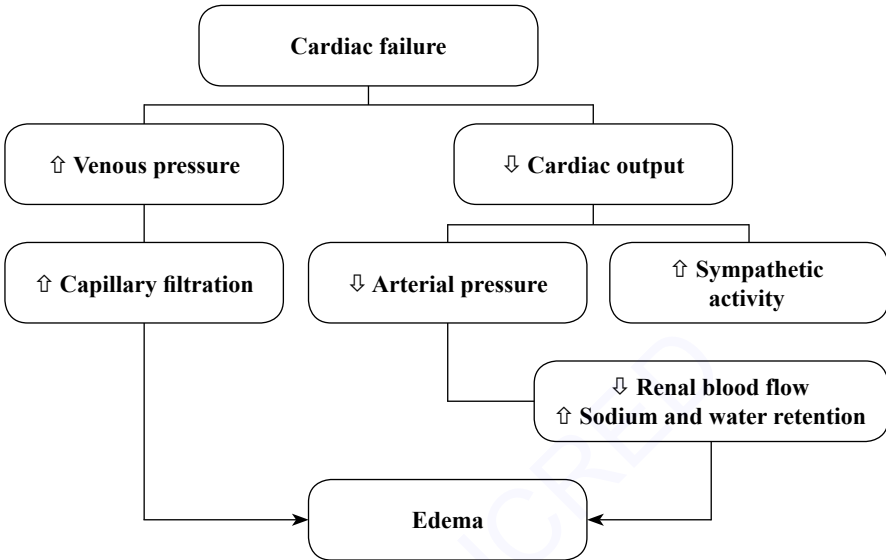 Cardiac failure
⇧ Venous pressure
⇩ Cardiac output
⇧ Capillary filtration
⇩ Arterial pressure
⇧ Sympathetic
activity
⇩ Renal blood flow
⇧ Sodium and water retention
Edema